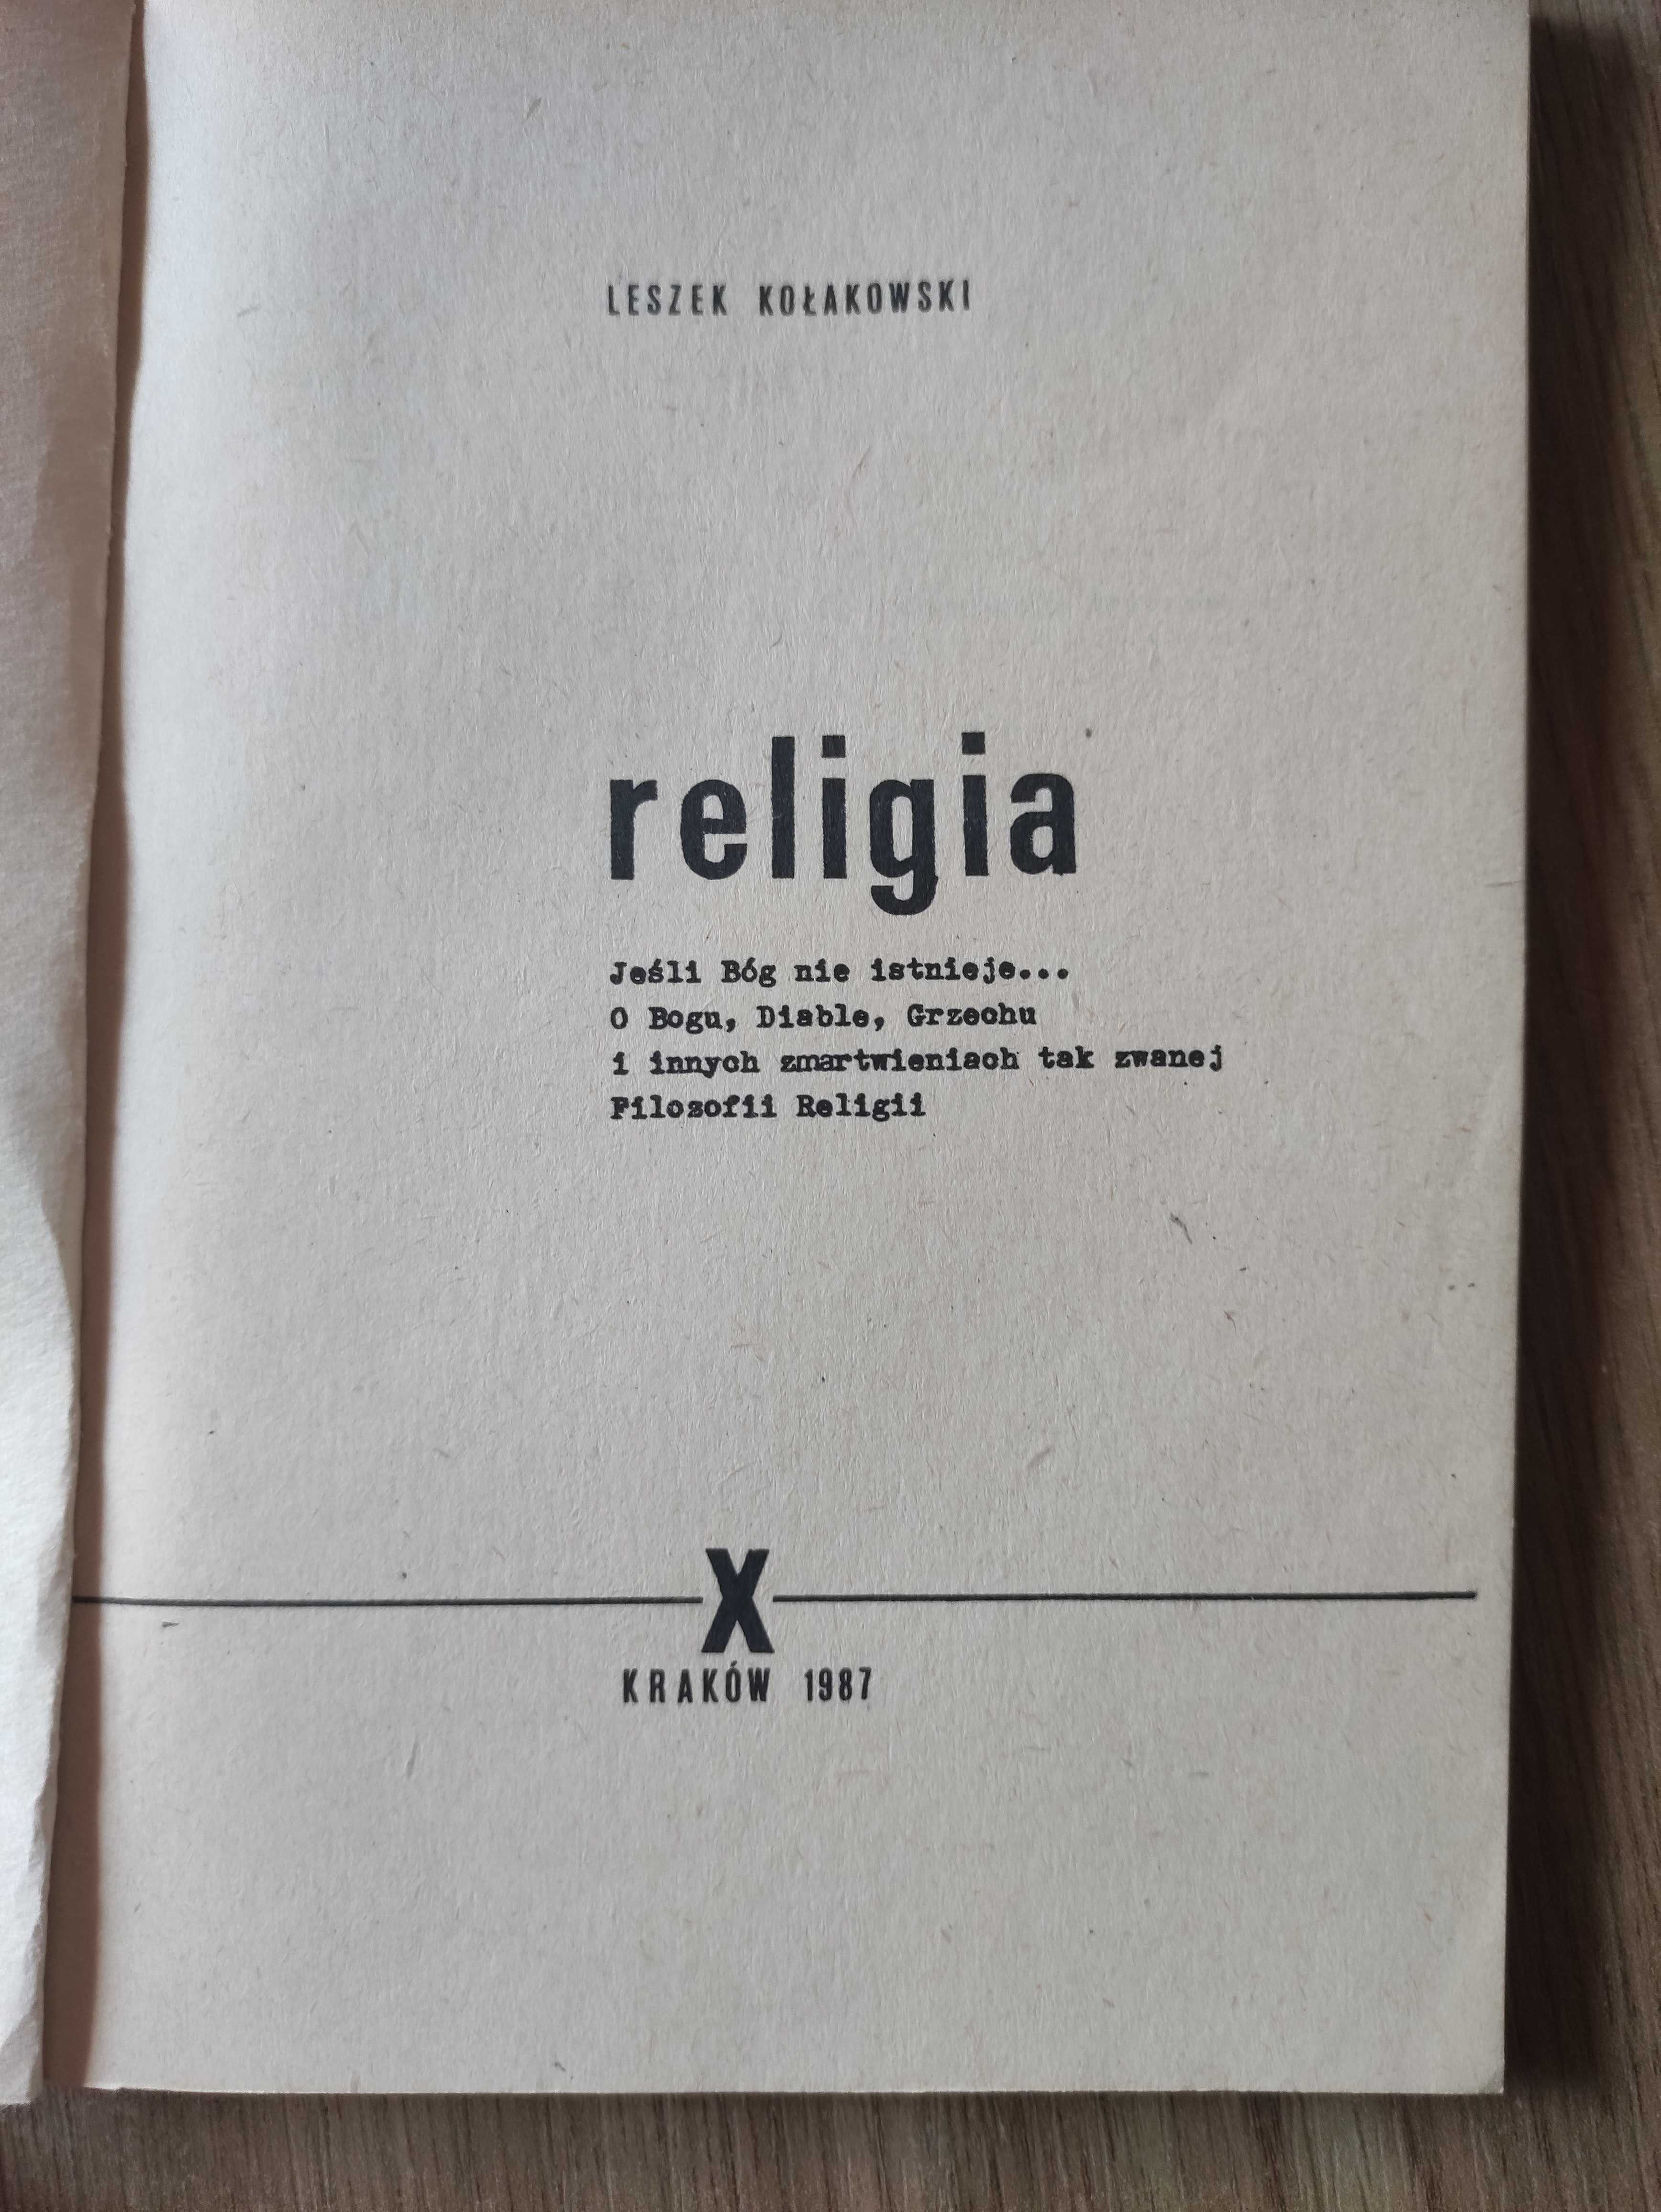 LESZEK KOŁAKOWSKI
religia
Jeśli Bóg nie istnieje...
O Bogu, Diable, Grzechu
i innych zmartwieniach tak zwanej
Filozofii Religii
X
KRAKÓW 1987